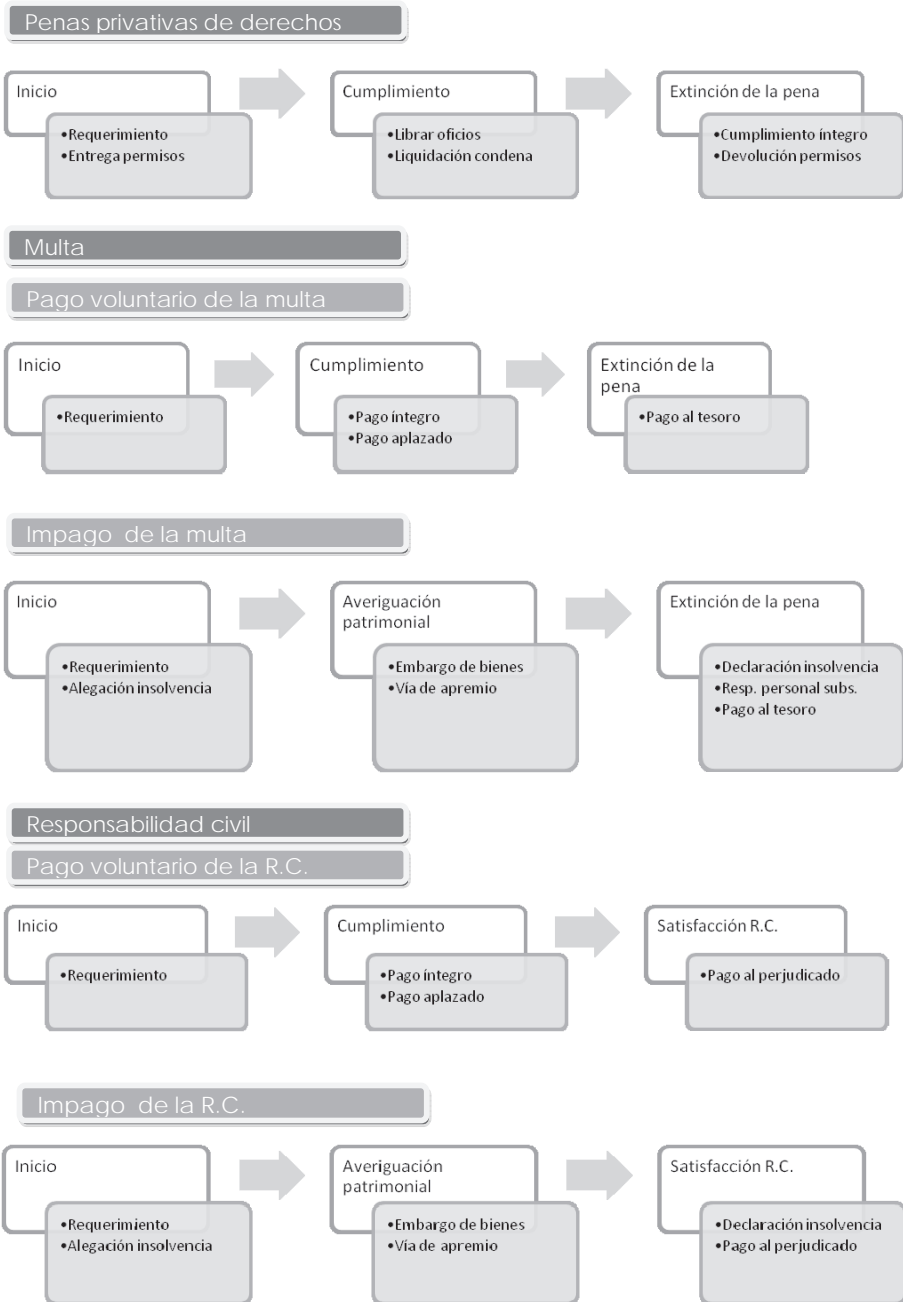 Penas privativas de derechos
Inicio
•Requerimiento
•Entrega permisos
Cumplimiento
•Librar oficios
•Liquidación condena
Extinción de la pena
•Cumplimiento íntegro
•Devolución permisos
Multa
Pago voluntario de la multa
Inicio
•Requerimiento
Cumplimiento
•Pago íntegro
•Pago aplazado
Extinción de la
pena
•Pago al tesoro
Impago de la multa
Inicio
•Requerimiento
•Alegación insolvencia
Averiguación
patrimonial
•Embargo de bienes
•Vía de apremio
Extinción de la pena
•Declaración insolvencia
•Resp. personal subs.
•Pago al tesoro
Responsabilidad civil
Pago voluntario de la R.C.
Inicio
•Requerimiento
Cumplimiento
•Pago íntegro
•Pago aplazado
Satisfacción R.C.
•Pago al perjudicado
Impago de la R.C.
Inicio
•Requerimiento
•Alegación insolvencia
Averiguación
patrimonial
•Embargo de bienes
•Vía de apremio
Satisfacción R.C.
•Declaración insolvencia
•Pago al perjudicado